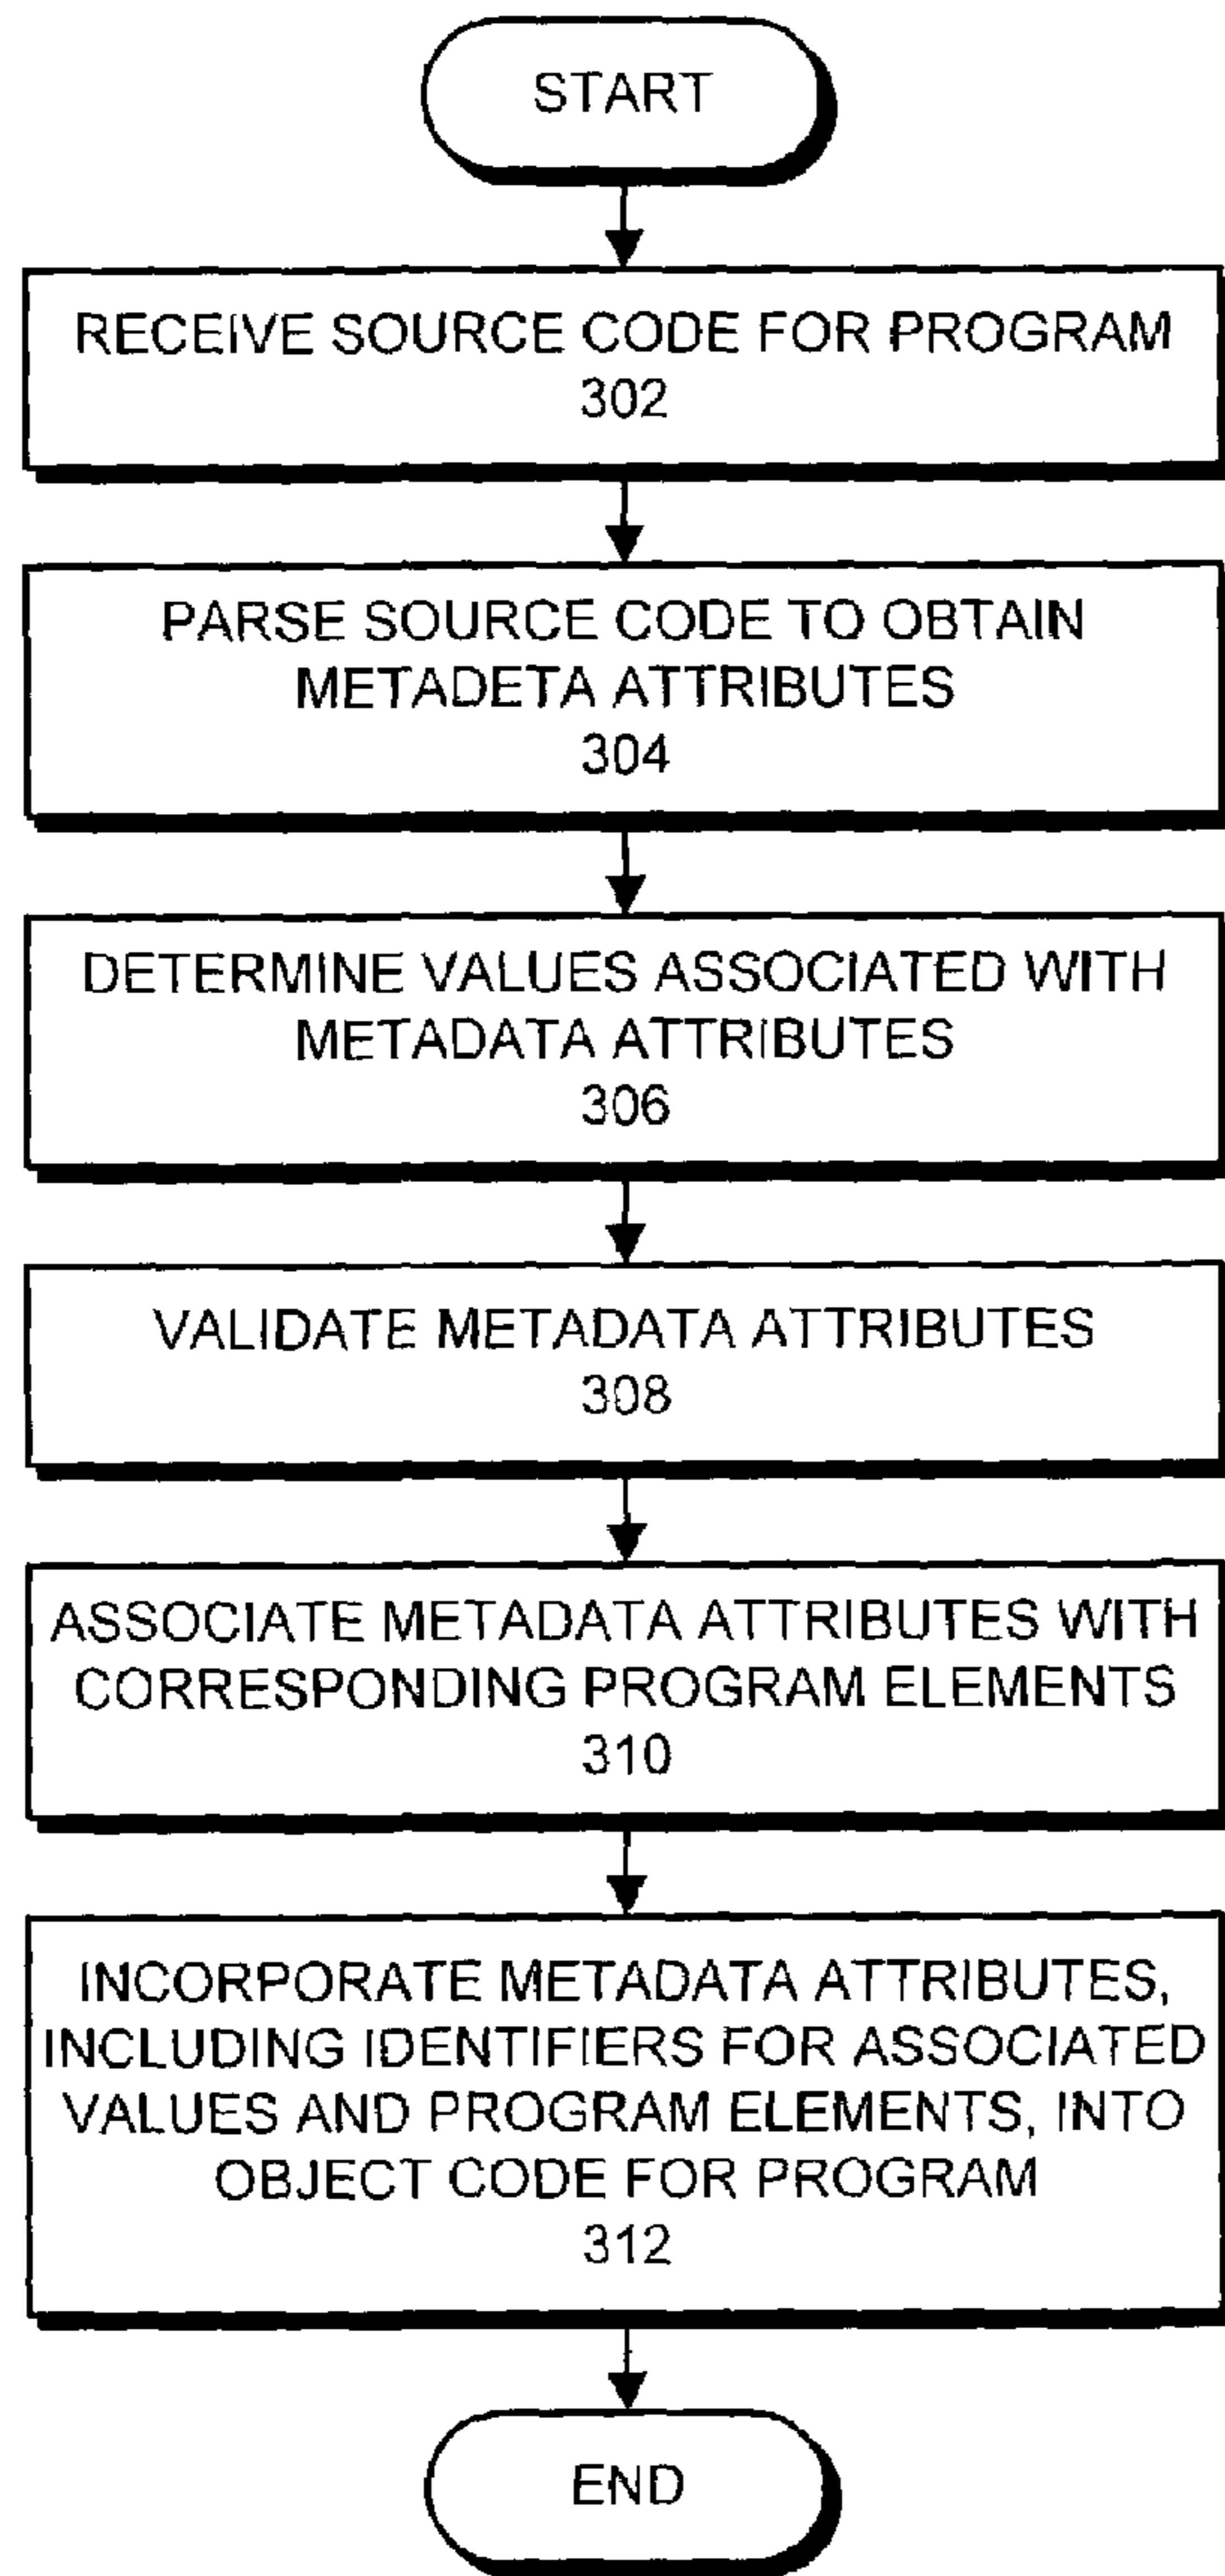 START
RECEIVE SOURCE CODE FOR PROGRAM
302
PARSE SOURCE CODE TO OBTAIN
METADETA ATTRIBUTES
304
DETERMINE VALUES ASSOCIATED WITH
METADATA ATTRIBUTES
306
VALIDATE METADATA ATTRIBUTES
308
ASSOCIATE METADATA ATTRIBUTES WITH
CORRESPONDING PROGRAM ELEMENTS
310
INCORPORATE METADATA ATTRIBUTES,
INCLUDING IDENTIFIERS FOR ASSOCIATED
VALUES AND PROGRAM ELEMENTS, INTO
OBJECT CODE FOR PROGRAM
312
END